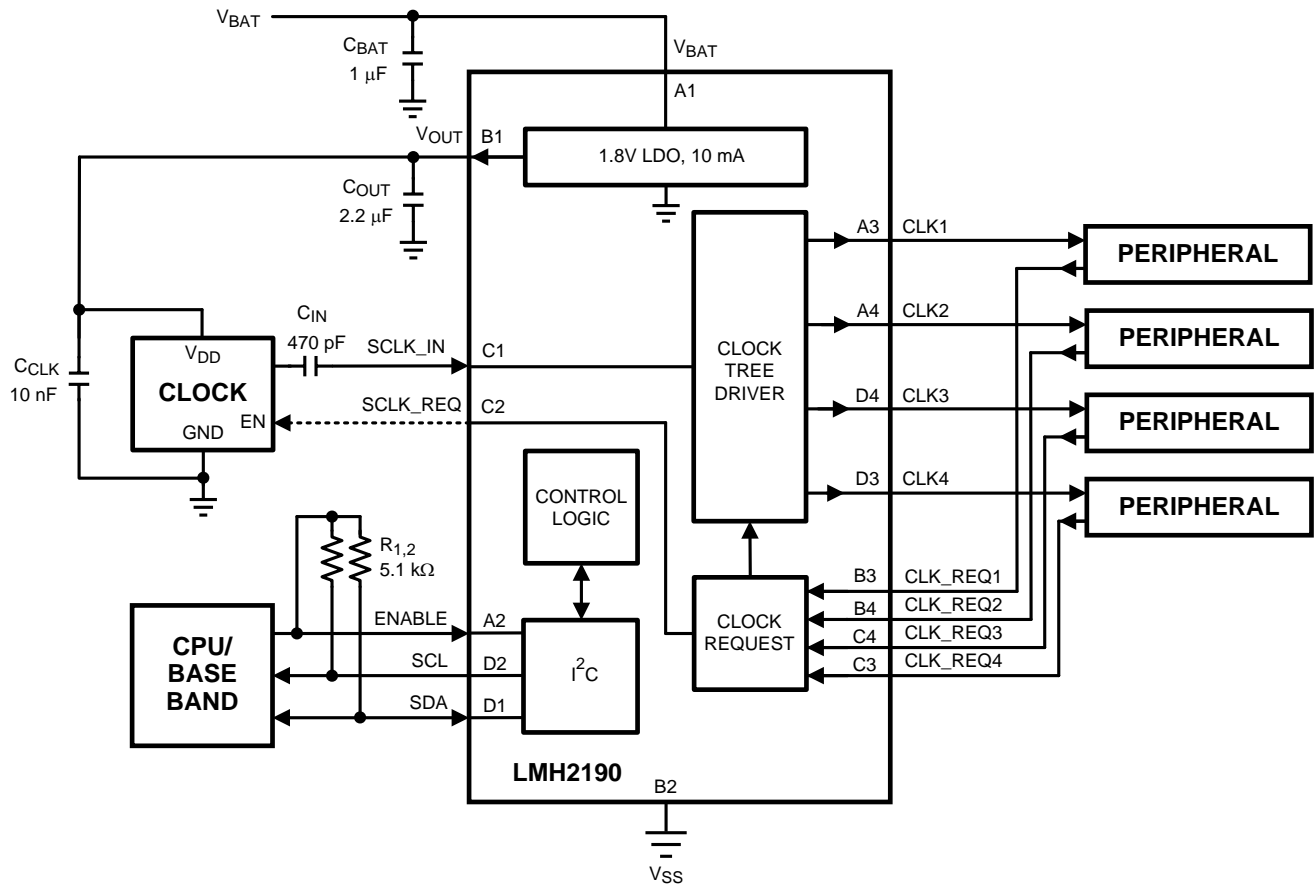 VBAT
CBAT
1 μF
VBAT
A1
VOUT
B1
1.8V LDO, 10 mA
COUT
2.2 μF
A3 CLK1
PERIPHERAL
A4 CLK2
PERIPHERAL
CLOCK
TREE
DRIVER
D4 CLK3
PERIPHERAL
D3 CLK4
PERIPHERAL
CIN
470 pF
SCLK_IN
C1
CCLK
10 nF
VDD
CLOCK
EN
GND
SCLK_REQ
C2
CONTROL
LOGIC
R1,2
5.1 kΩ
B3 CLK_REQ1
B4 CLK_REQ2
C4 CLK_REQ3
C3 CLK_REQ4
CLOCK
REQUEST
CPU/
BASE
BAND
ENABLE
A2
SCL
D2
SDA
D1
I2C
LMH2190
B2
VSS